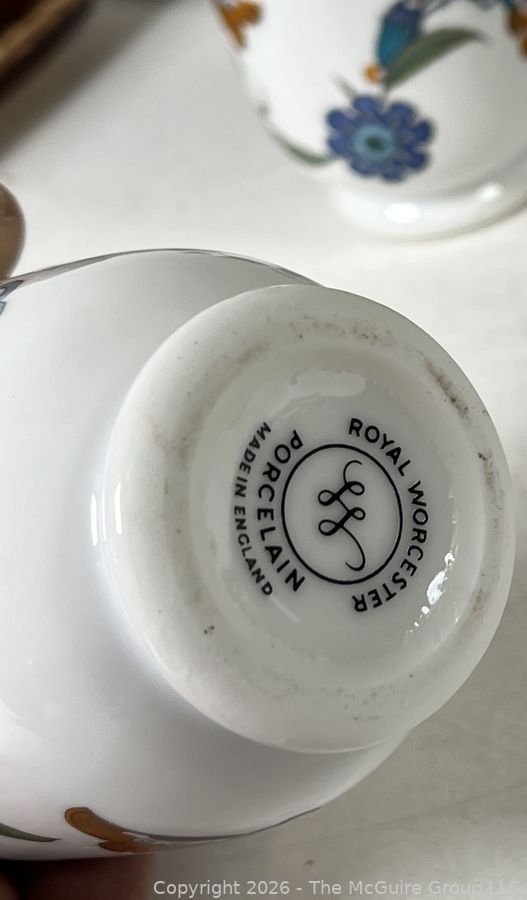 ROYAL WORCESTER
PORCELAIN
MADE IN ENGLAND
Copyright 2026 - The McGuire Group LLC